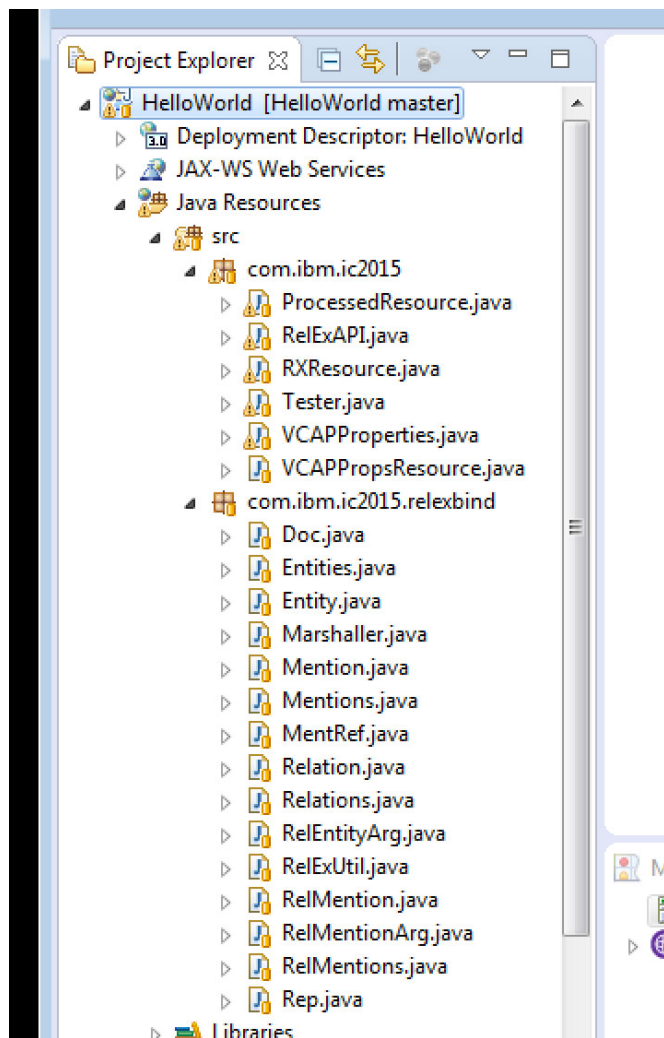 Project Explorer
HelloWorld [HelloWorld master]
3.0 Deployment Descriptor: HelloWorld
JAX-WS Web Services
Java Resources
src
com.ibm.ic2015
ProcessedResource.java
RelExAPI.java
RXResource.java
Tester.java
VCAPProperties.java
VCAPPropsResource.java
com.ibm.ic2015.relexbind
Doc.java
Entities.java
Entity.java
Marshaller.java
Mention.java
Mentions.java
MentRef.java
Relation.java
Relations.java
RelEntityArg.java
RelExUtil.java
RelMention.java
RelMentionArg.java
RelMentions.java
Rep.java
Libraries